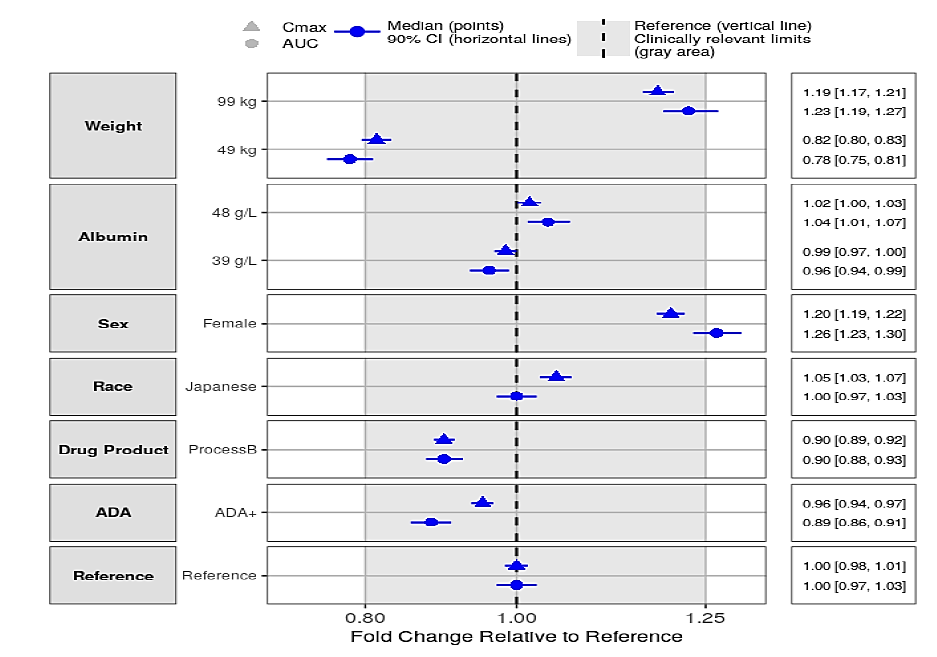 Cmax
AUC
Median (points)
90% CI (horizontal lines)
Reference (vertical line)
Clinically relevant limits
(gray area)
Weight
99 kg
1.19 [1.17, 1.21]
1.23 [1.19, 1.27]
49 kg
0.82 [0.80, 0.83]
0.78 [0.75, 0.81]
Albumin
48 g/L
1.02 [1.00, 1.03]
1.04 [1.01, 1.07]
39 g/L
0.99 [0.97, 1.00]
0.96 [0.94, 0.99]
Sex
Female
1.20 [1.19, 1.22]
1.26 [1.23, 1.30]
Race
Japanese
1.05 [1.03, 1.07]
1.00 [0.97, 1.03]
Drug Product
ProcessB
0.90 [0.89, 0.92]
0.90 [0.88, 0.93]
ADA
ADA+
0.96 [0.94, 0.97]
0.89 [0.86, 0.91]
Reference
Reference
1.00 [0.98, 1.01]
1.00 [0.97, 1.03]
0.80 1.00 1.25
Fold Change Relative to Reference